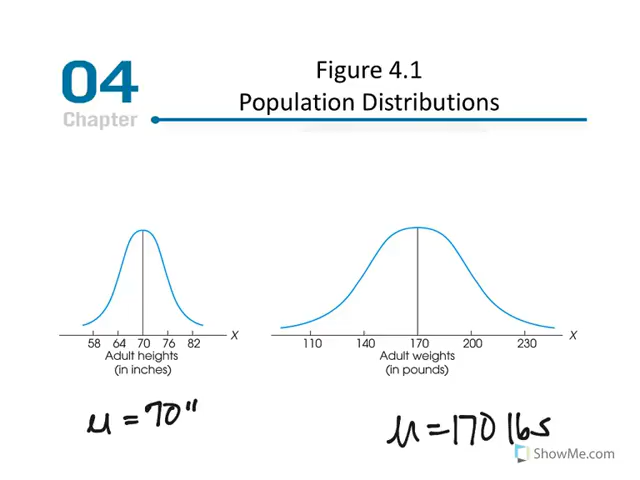 04
Chapter
Figure 4.1
Population Distributions
58 64 70 76 82 X
Adult heights
(in inches)
110 140 170 200 230 X
Adult weights
(in pounds)
μ = 70"
μ = 170 lbs
ShowMe.com